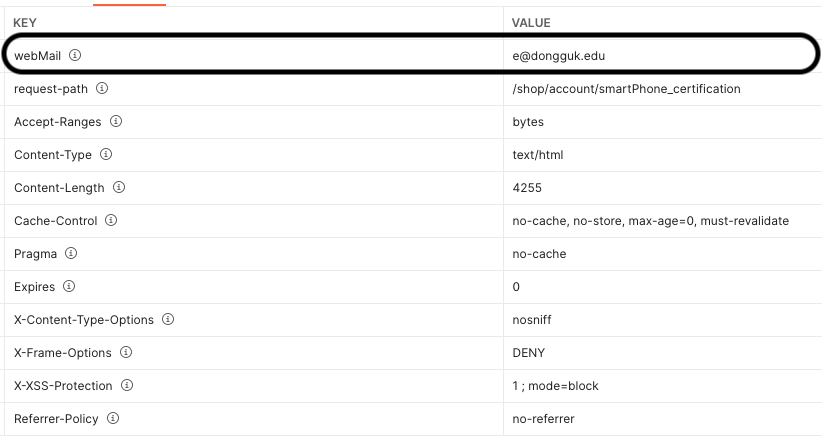 KEY VALUE
webMail e@dongguk.edu
request-path /shop/account/smartPhone_certification
Accept-Ranges bytes
Content-Type text/html
Content-Length 4255
Cache-Control no-cache, no-store, max-age=0, must-revalidate
Pragma no-cache
Expires 0
X-Content-Type-Options nosniff
X-Frame-Options DENY
X-XSS-Protection 1 ; mode=block
Referrer-Policy no-referrer